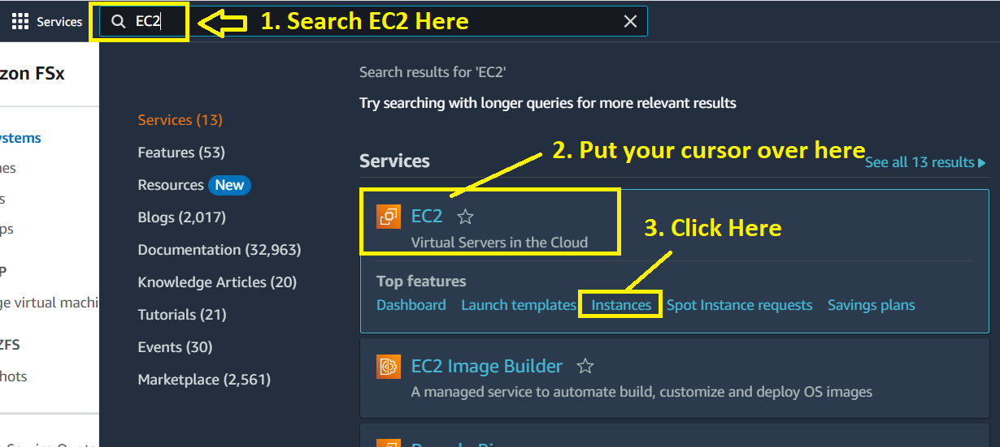 Services
EC2
1. Search EC2 Here
zon FSx
ystems
nes
s
ps
P
ge virtual machi
ZFS
hots
Services (13)
Features (53)
Resources New
Blogs (2,017)
Documentation (32,963)
Knowledge Articles (20)
Tutorials (21)
Events (30)
Marketplace (2,561)
Search results for 'EC2'
Try searching with longer queries for more relevant results
2. Put your cursor over here
Services
See all 13 results
EC2
Virtual Servers in the Cloud
3. Click Here
Top features
Dashboard Launch templates Instances Spot Instance requests Savings plans
EC2 Image Builder
A managed service to automate build, customize and deploy OS images